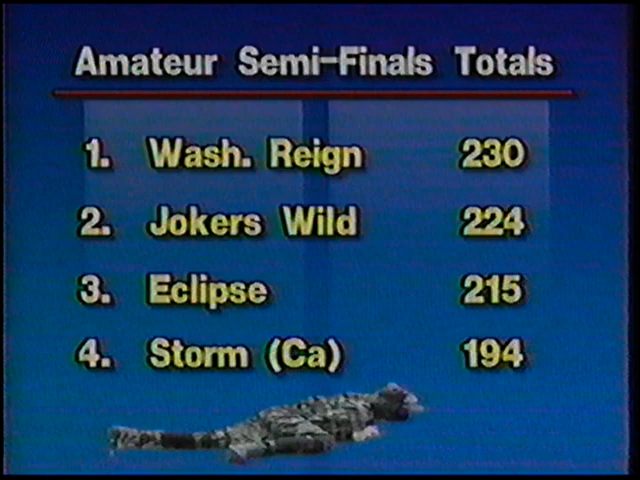 Amateur Semi-Finals Totals
1. Wash. Reign 230
2. Jokers Wild 224
3. Eclipse 215
4. Storm (Ca) 194